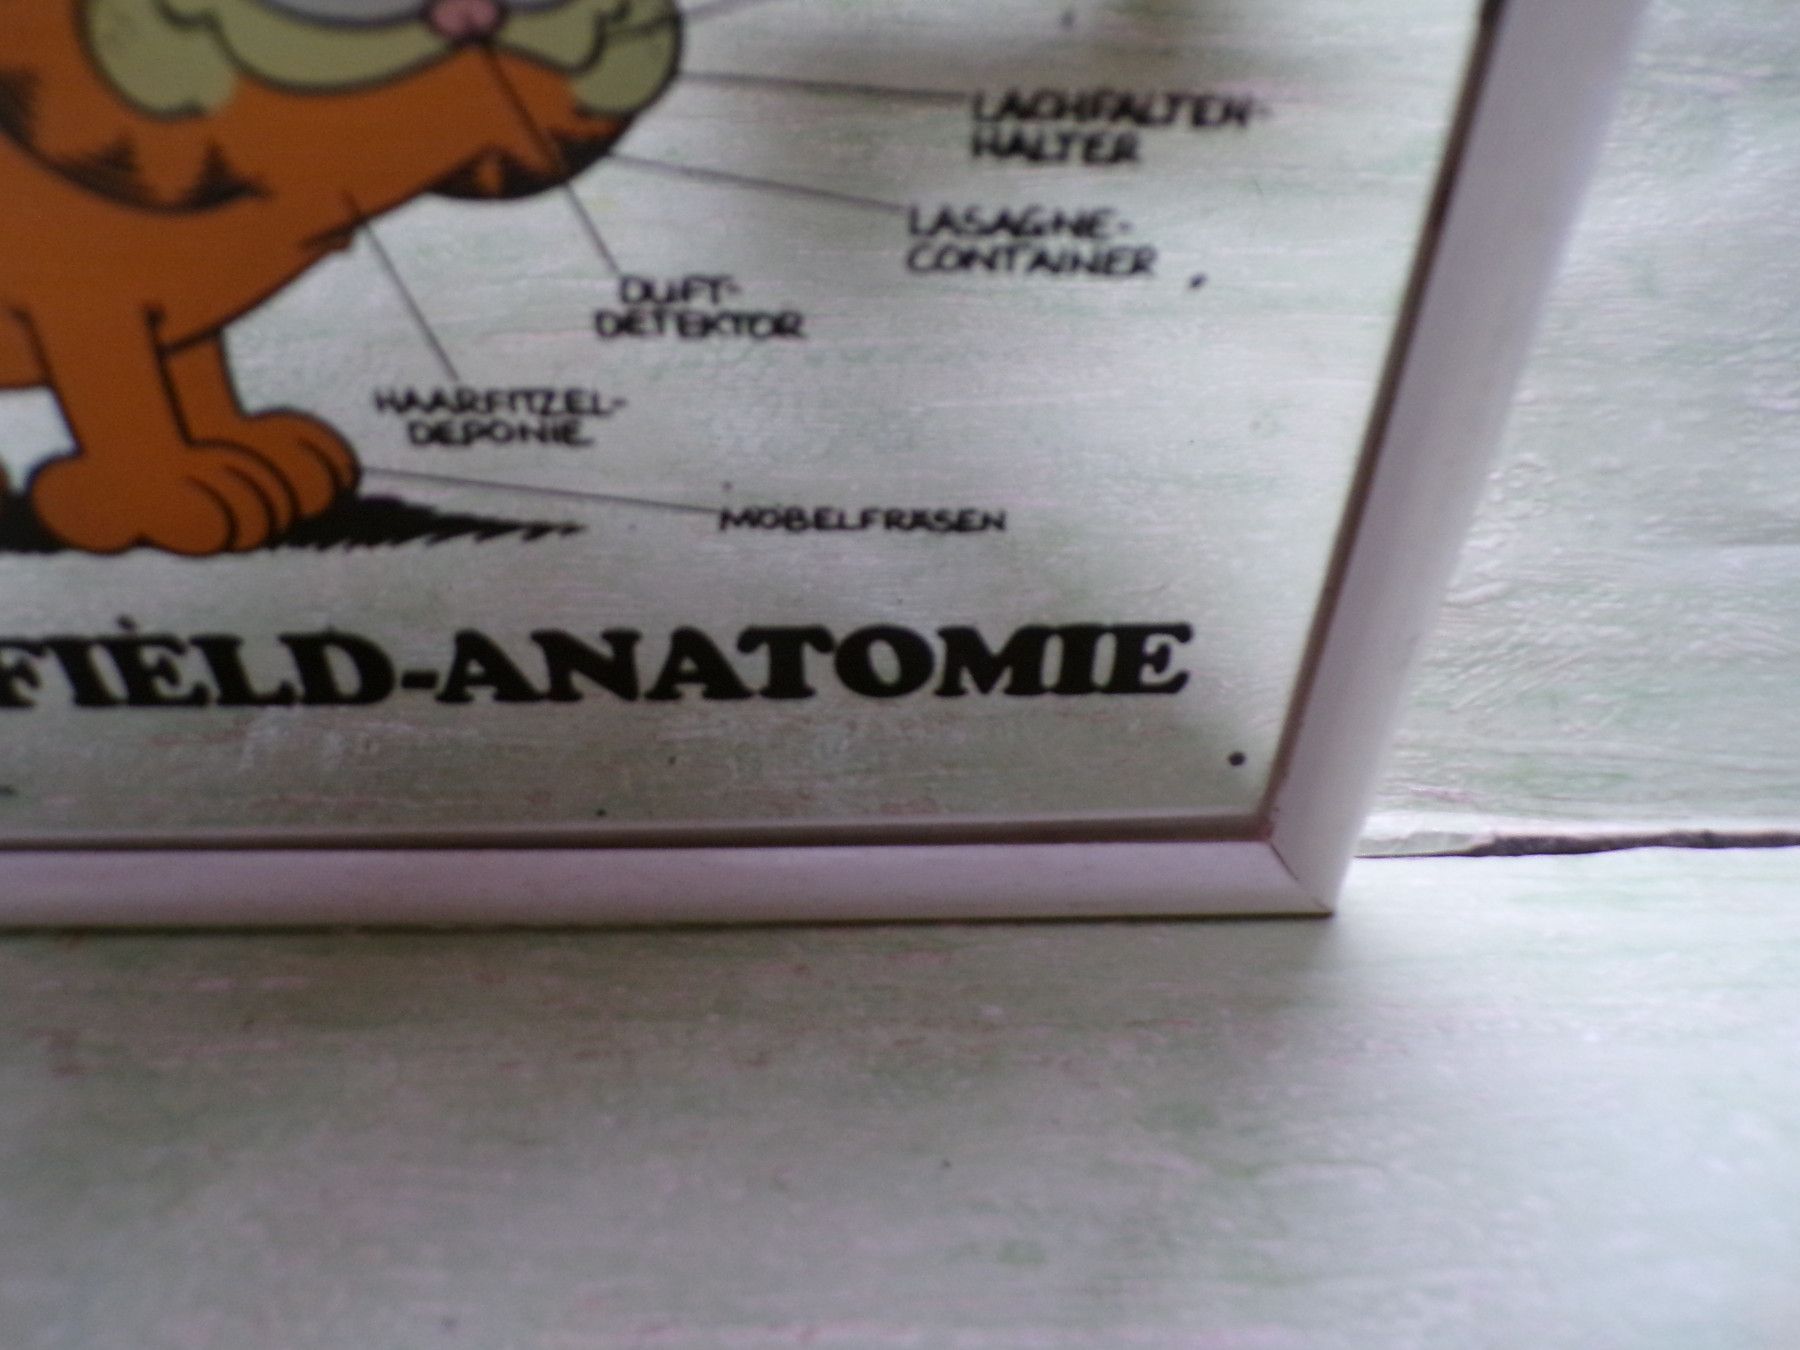 LACHFALTEN-
HALTER
LASAGNE-
CONTAINER
DUFT-
DETEKTOR
HAARFITZEL-
DEPONIE
MÖBELFRÄSEN
FIELD-ANATOMIE